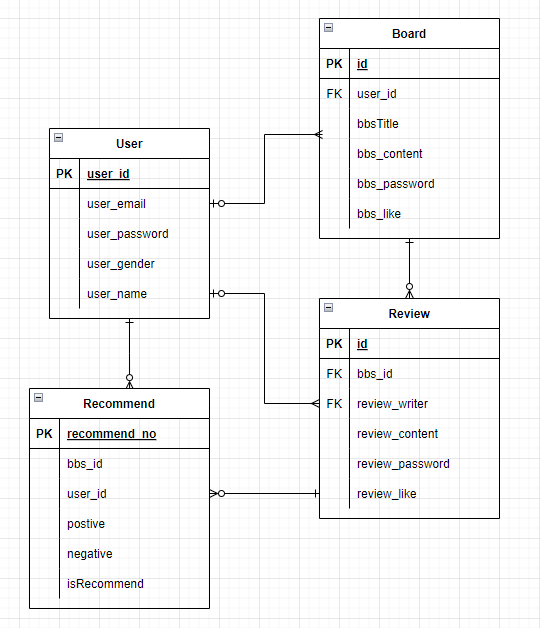 Board
PK id
FK user_id
bbsTitle
bbs_content
bbs_password
bbs_like
User
PK user_id
user_email
user_password
user_gender
user_name
Review
PK id
FK bbs_id
FK review_writer
review_content
review_password
review_like
Recommend
PK recommend_no
bbs_id
user_id
postive
negative
isRecommend